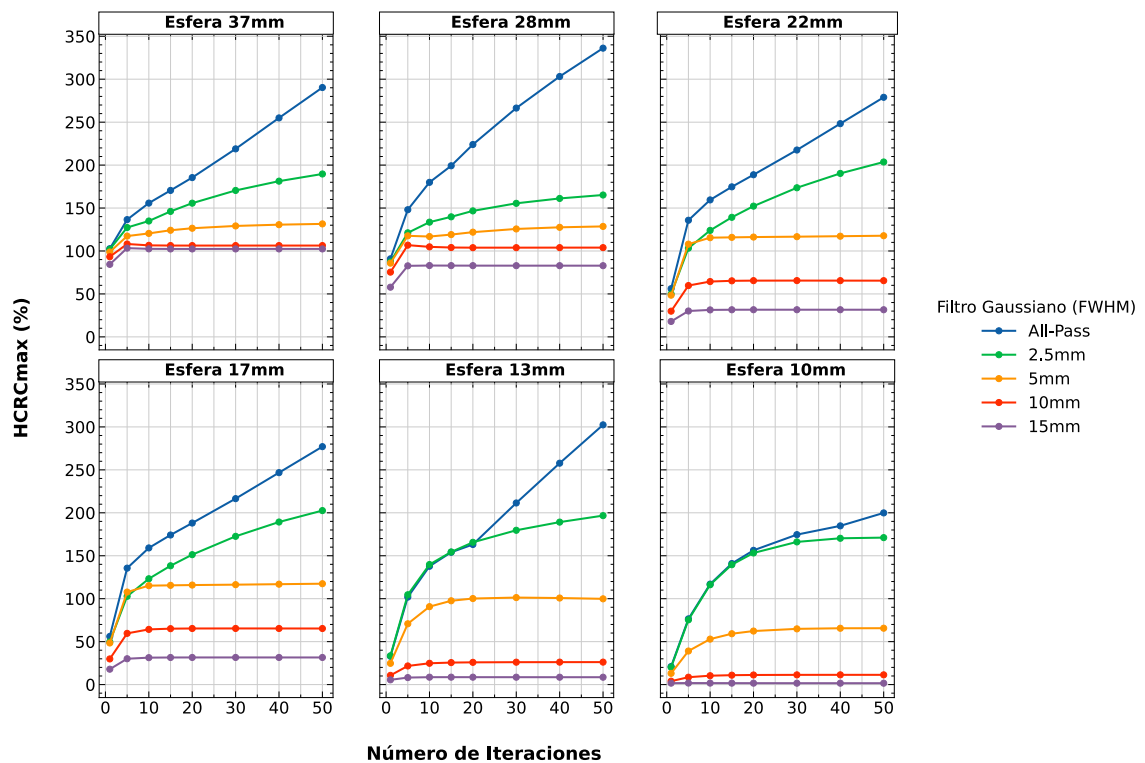 Esfera 37mm Esfera 28mm Esfera 22mm
350
300
250
200
150
100
50
0
Esfera 17mm Esfera 13mm Esfera 10mm
350
300
250
200
150
100
50
0
0 10 20 30 40 50 0 10 20 30 40 50 0 10 20 30 40 50
HCRCmax (%)
Número de Iteraciones
Filtro Gaussiano (FWHM)
All-Pass
2.5mm
5mm
10mm
15mm